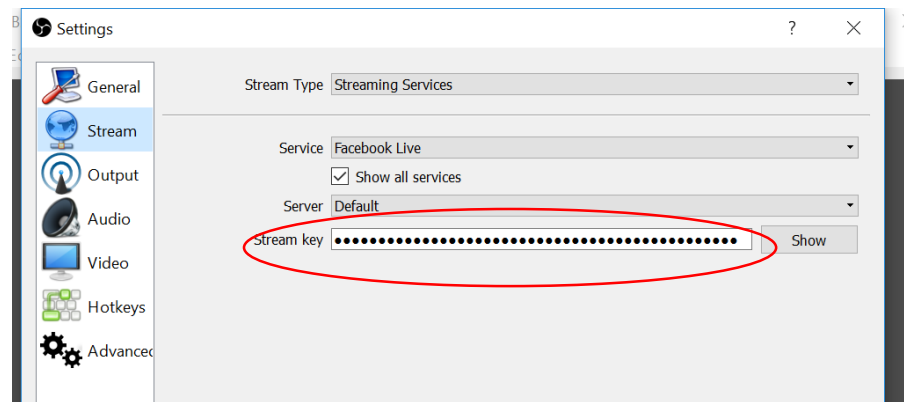 Settings
?
General
Stream
Output
Audio
Video
Hotkeys
Advanced
Stream Type Streaming Services
Service Facebook Live
Show all services
Server Default
Stream key ●●●●●●●●●●●●●●●●●●●●●●●●●●●●●●●●●●●●●●●●●●●●●●● Show